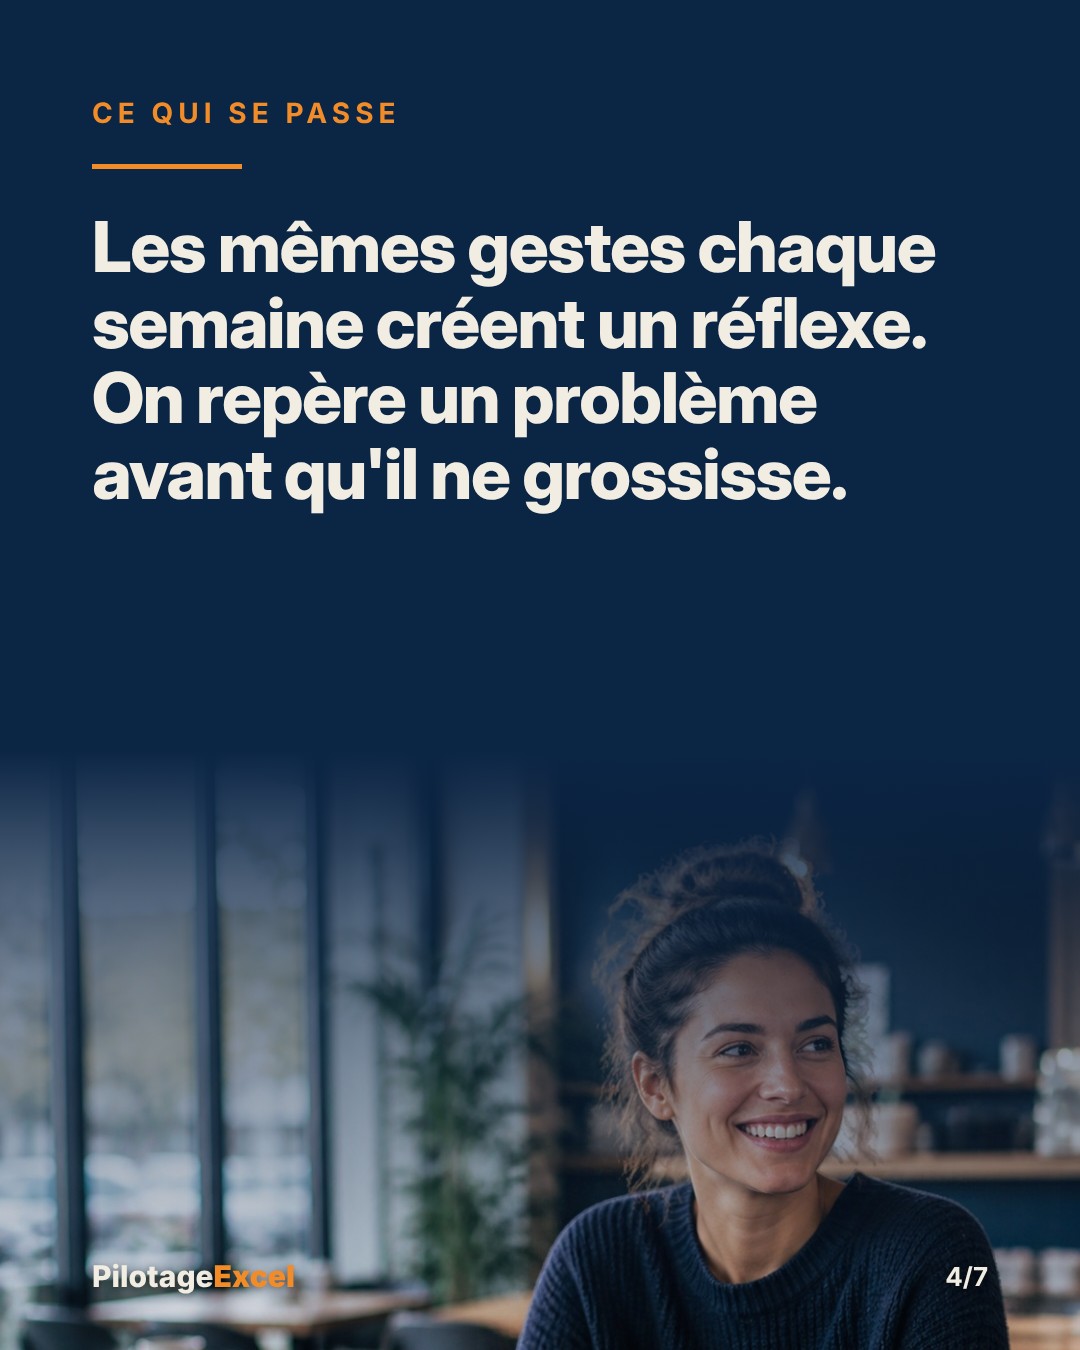 CE QUI SE PASSE
Les mêmes gestes chaque
semaine créent un réflexe.
On repère un problème
avant qu'il ne grossisse.
PilotageExcel
4/7